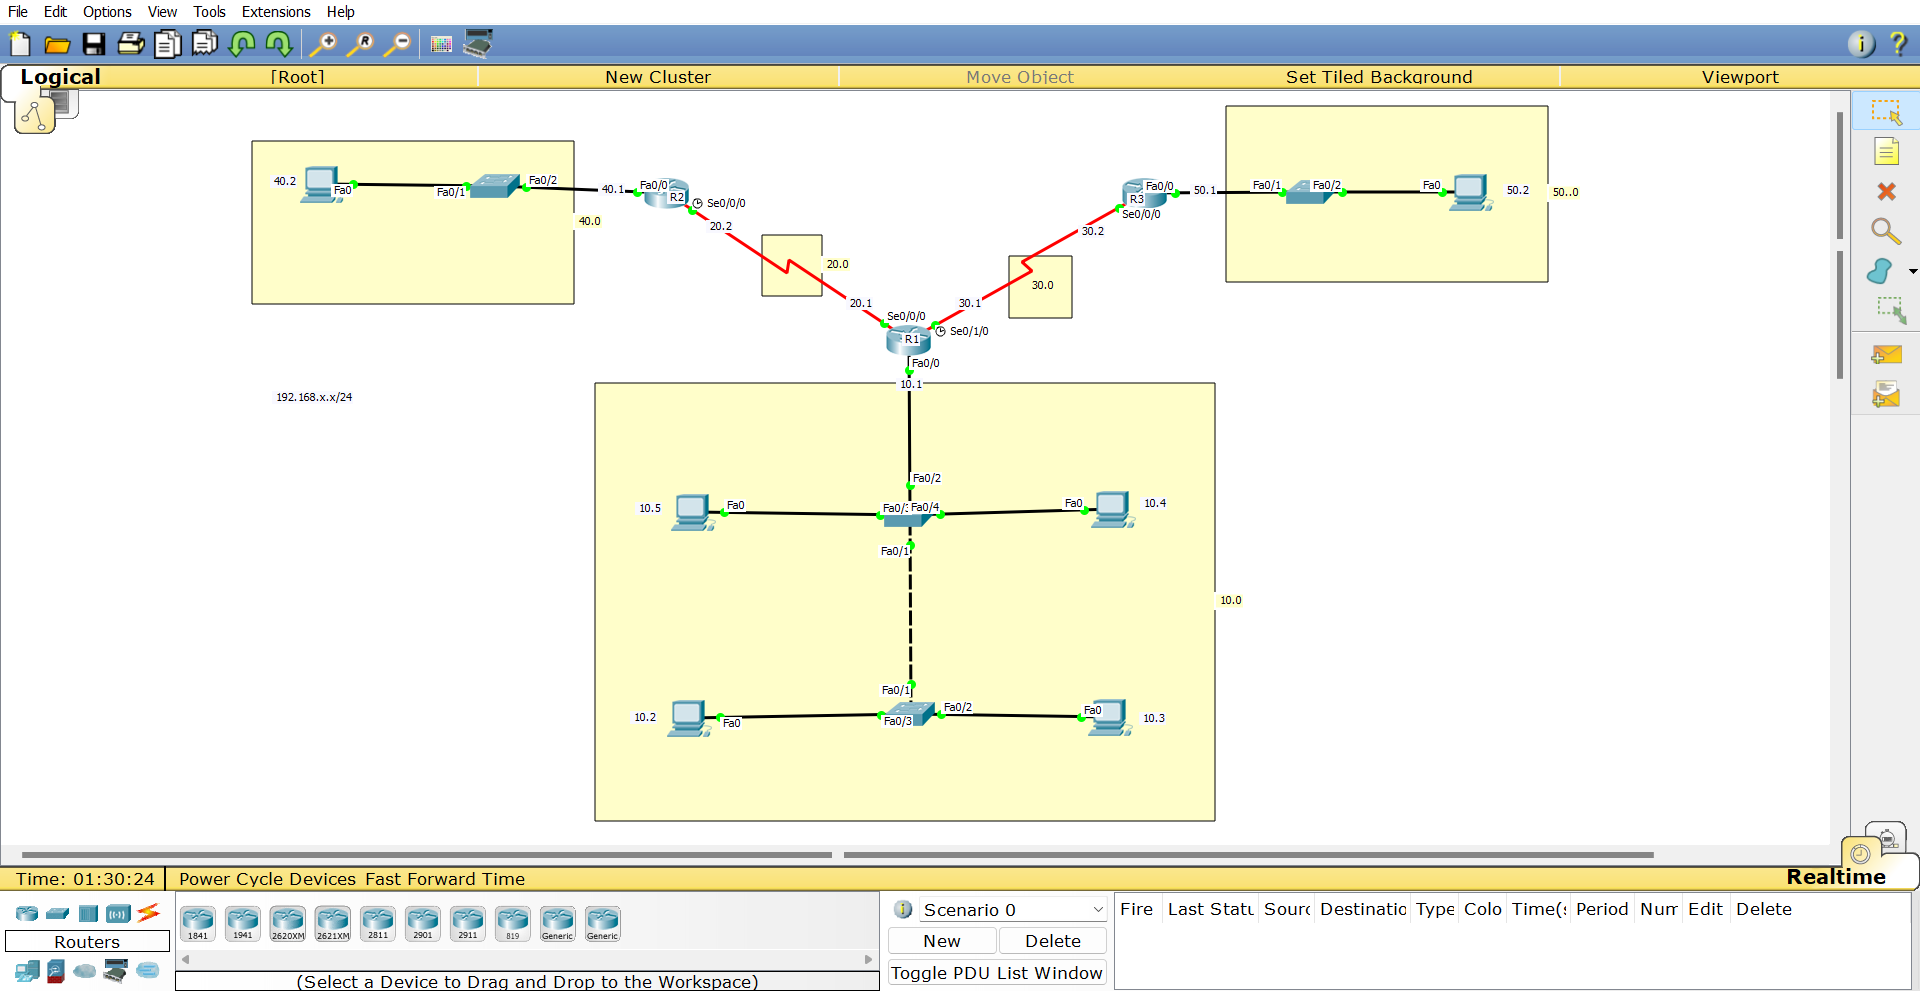 File Edit Options View Tools Extensions Help
Logical [Root] New Cluster Move Object Set Tiled Background Viewport
40.2 Fa0 Fa0/1 Fa0/2 40.1 Fa0/0 R2 Se0/0/0
20.2
40.0
20.0
20.1
R3 Fa0/0 50.1 Fa0/1 Fa0/2 Fa0 50.2 50..0
Se0/0/0
30.2
30.0
30.1
Se0/0/0
R1 Se0/1/0
Fa0/0
10.1
192.168.x.x/24
Fa0/2
10.5 Fa0 Fa0/4 Fa0 10.4
Fa0/1
10.0
Fa0/1
10.2 Fa0 Fa0/3 Fa0/2 Fa0 10.3
Time: 01:30:24 Power Cycle Devices Fast Forward Time Realtime
Routers
1841 1941 2620XM 2621XM 2811 2901 2911 819 Generic Generic
(Select a Device to Drag and Drop to the Workspace)
Scenario 0
New Delete
Toggle PDU List Window
Fire Last Statu Sourc Destinatio Type Colo Time(s Period Num Edit Delete